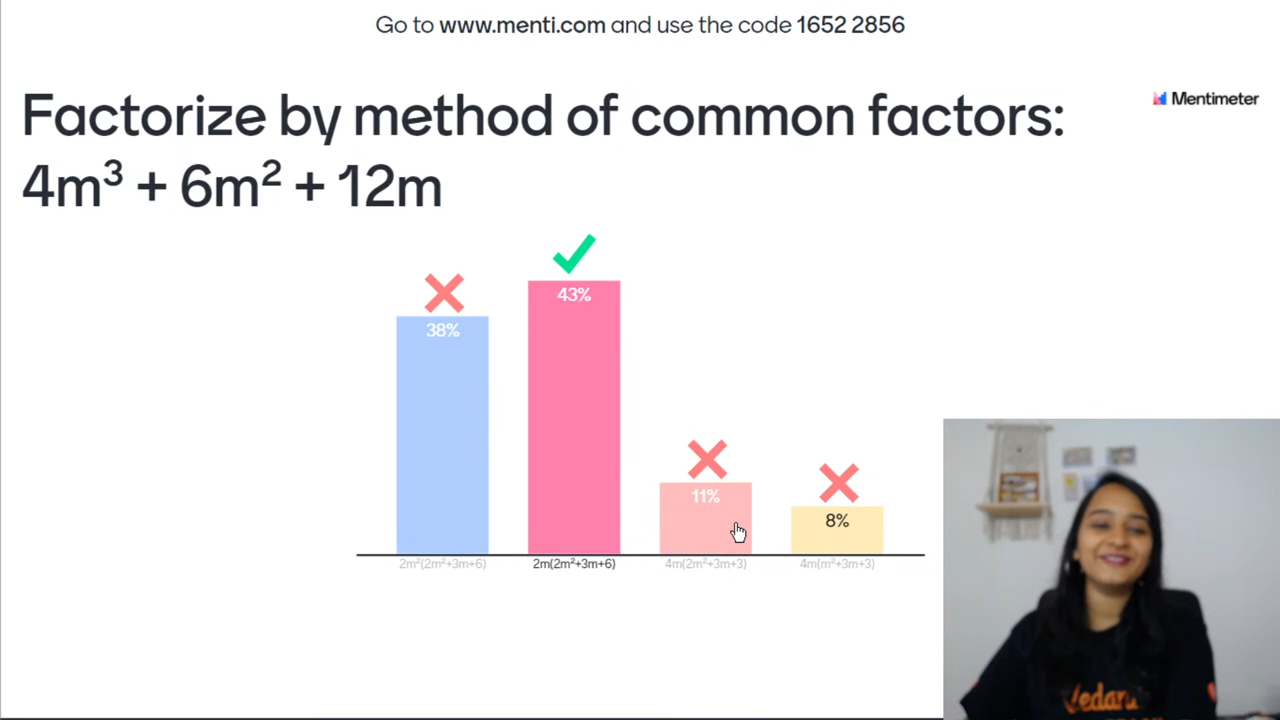 Go to www.menti.com and use the code 1652 2856
Mentimeter
Factorize by method of common factors:
4m³ + 6m² + 12m
38%
43%
11%
8%
2m²(2m²+3m+6)
2m(2m²+3m+6)
4m(2m²+3m+3)
4m(m²+3m+3)